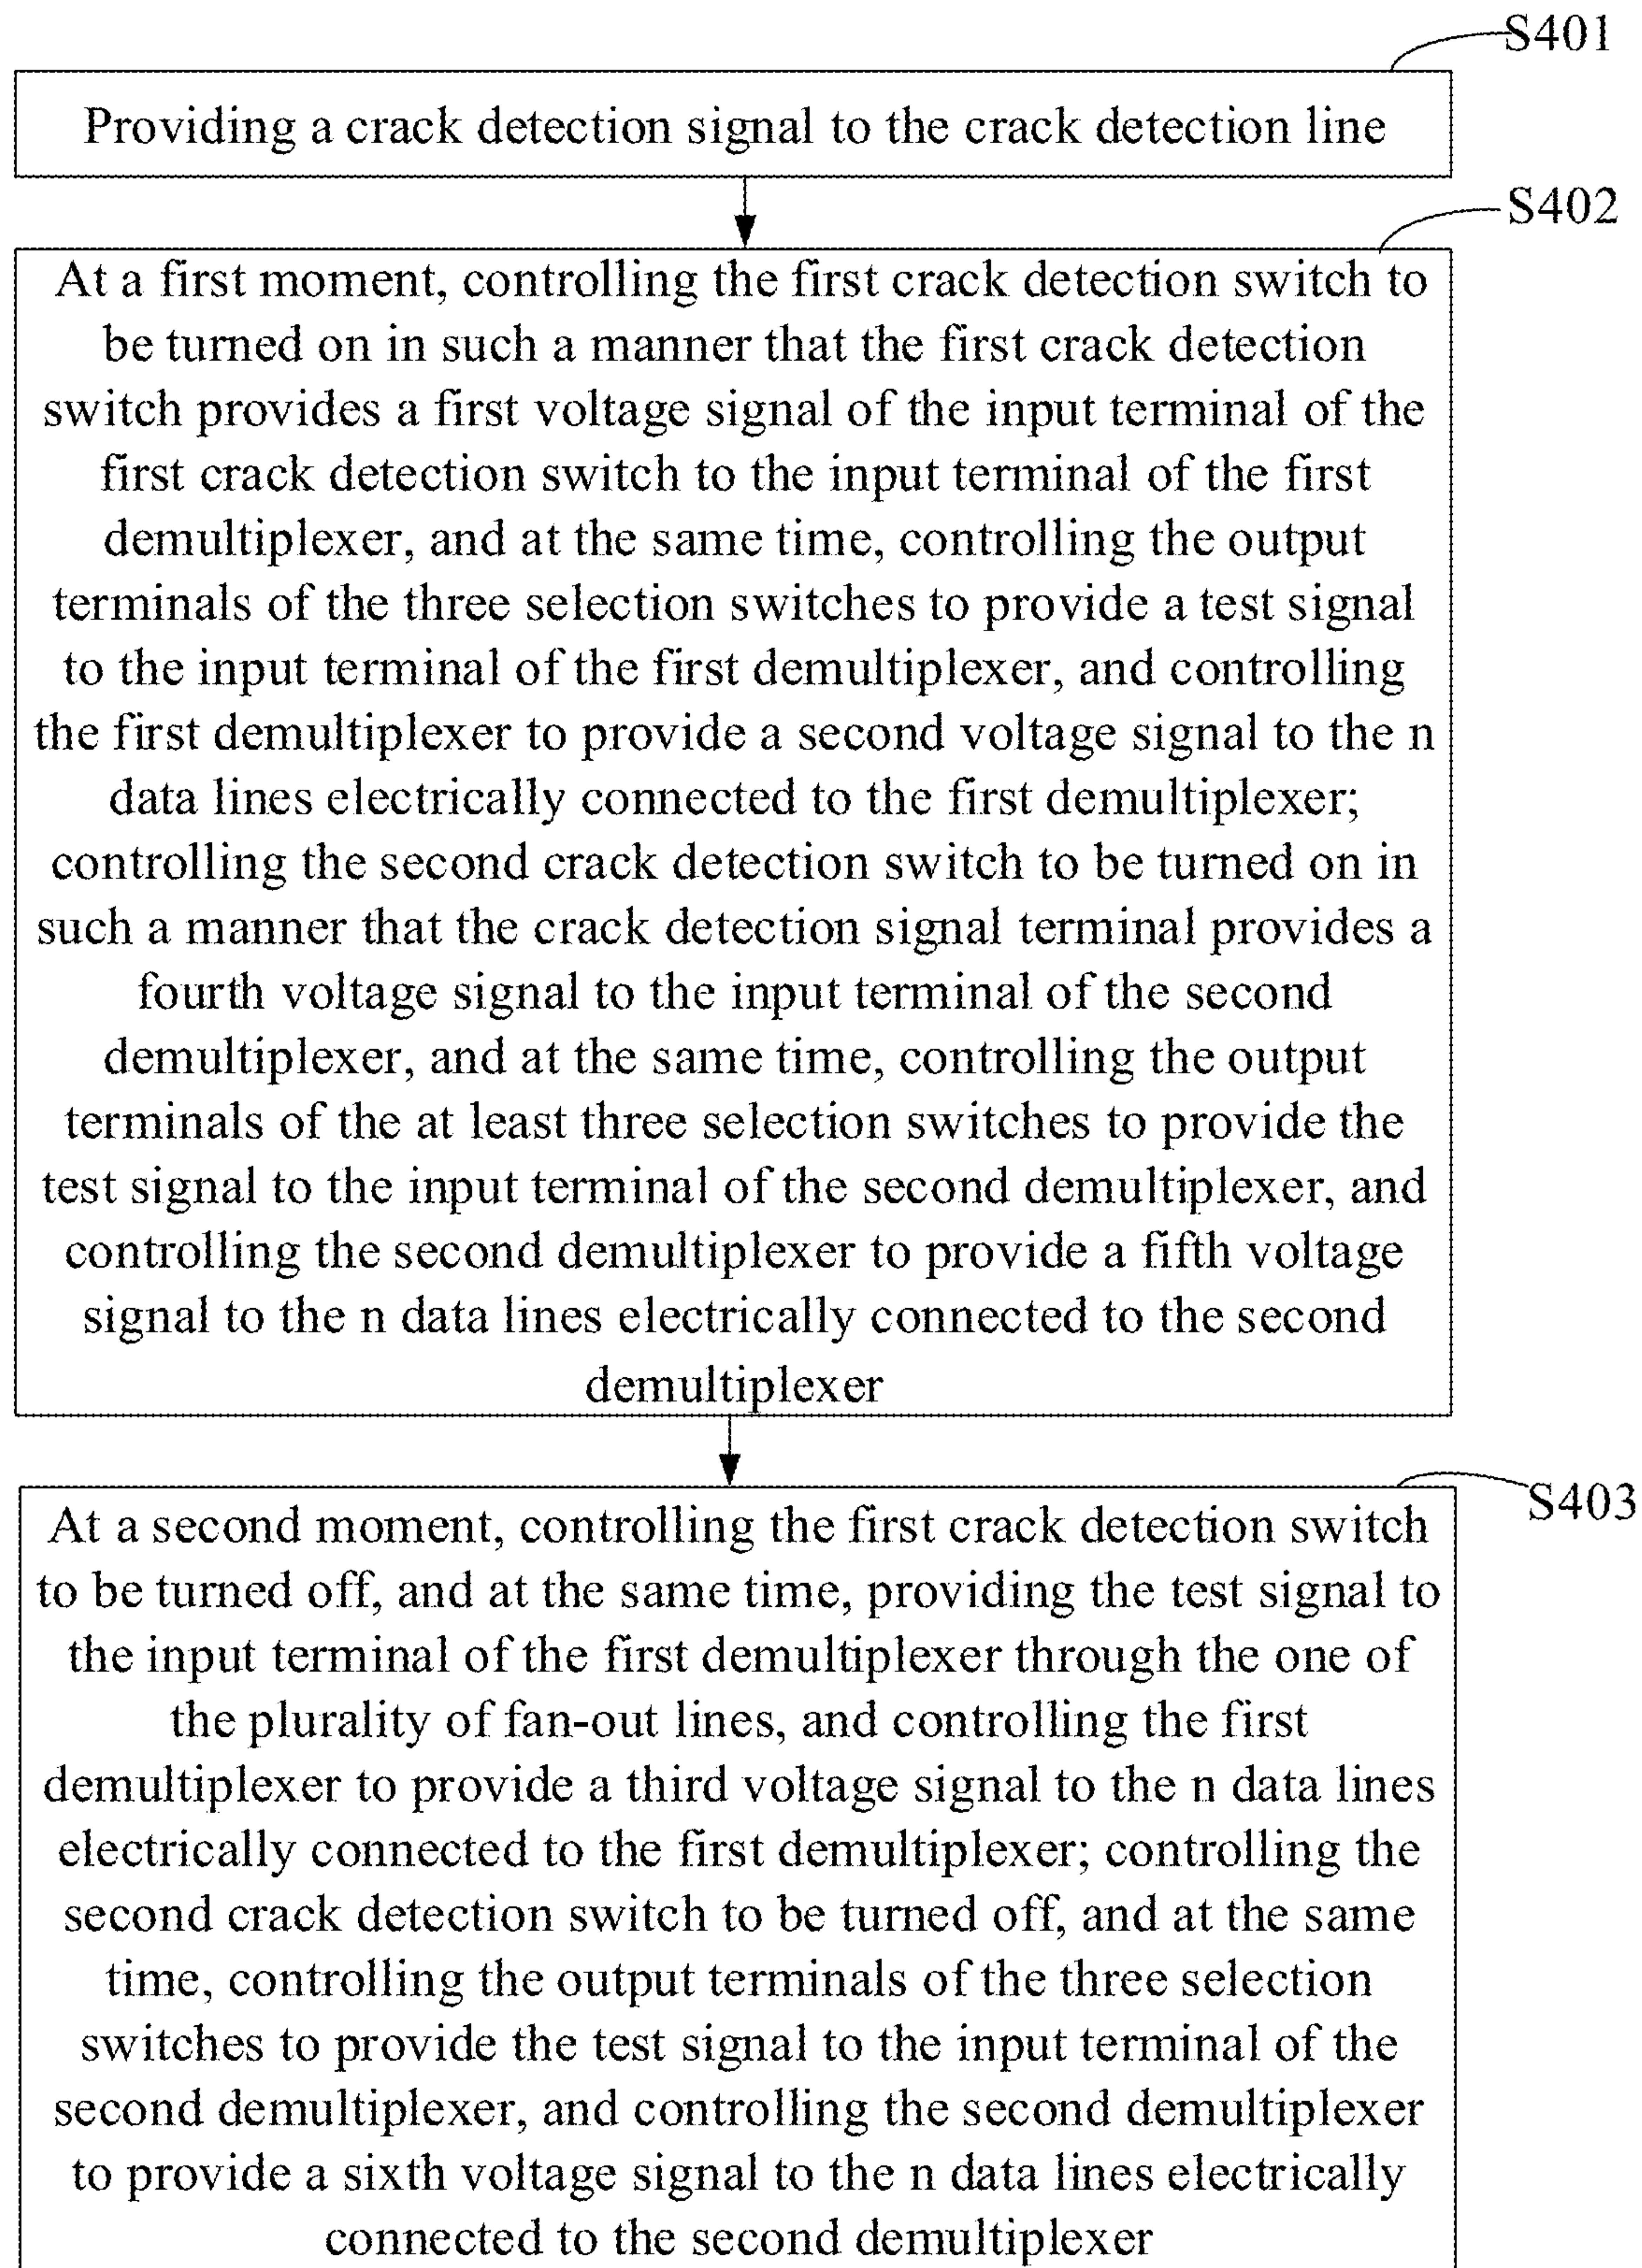 S401
Providing a crack detection signal to the crack detection line
S402
At a first moment, controlling the first crack detection switch to
be turned on in such a manner that the first crack detection
switch provides a first voltage signal of the input terminal of the
first crack detection switch to the input terminal of the first
demultiplexer, and at the same time, controlling the output
terminals of the three selection switches to provide a test signal
to the input terminal of the first demultiplexer, and controlling
the first demultiplexer to provide a second voltage signal to the n
data lines electrically connected to the first demultiplexer;
controlling the second crack detection switch to be turned on in
such a manner that the crack detection signal terminal provides a
fourth voltage signal to the input terminal of the second
demultiplexer, and at the same time, controlling the output
terminals of the at least three selection switches to provide the
test signal to the input terminal of the second demultiplexer, and
controlling the second demultiplexer to provide a fifth voltage
signal to the n data lines electrically connected to the second
demultiplexer
S403
At a second moment, controlling the first crack detection switch
to be turned off, and at the same time, providing the test signal to
the input terminal of the first demultiplexer through the one of
the plurality of fan-out lines, and controlling the first
demultiplexer to provide a third voltage signal to the n data lines
electrically connected to the first demultiplexer; controlling the
second crack detection switch to be turned off, and at the same
time, controlling the output terminals of the three selection
switches to provide the test signal to the input terminal of the
second demultiplexer, and controlling the second demultiplexer
to provide a sixth voltage signal to the n data lines electrically
connected to the second demultiplexer